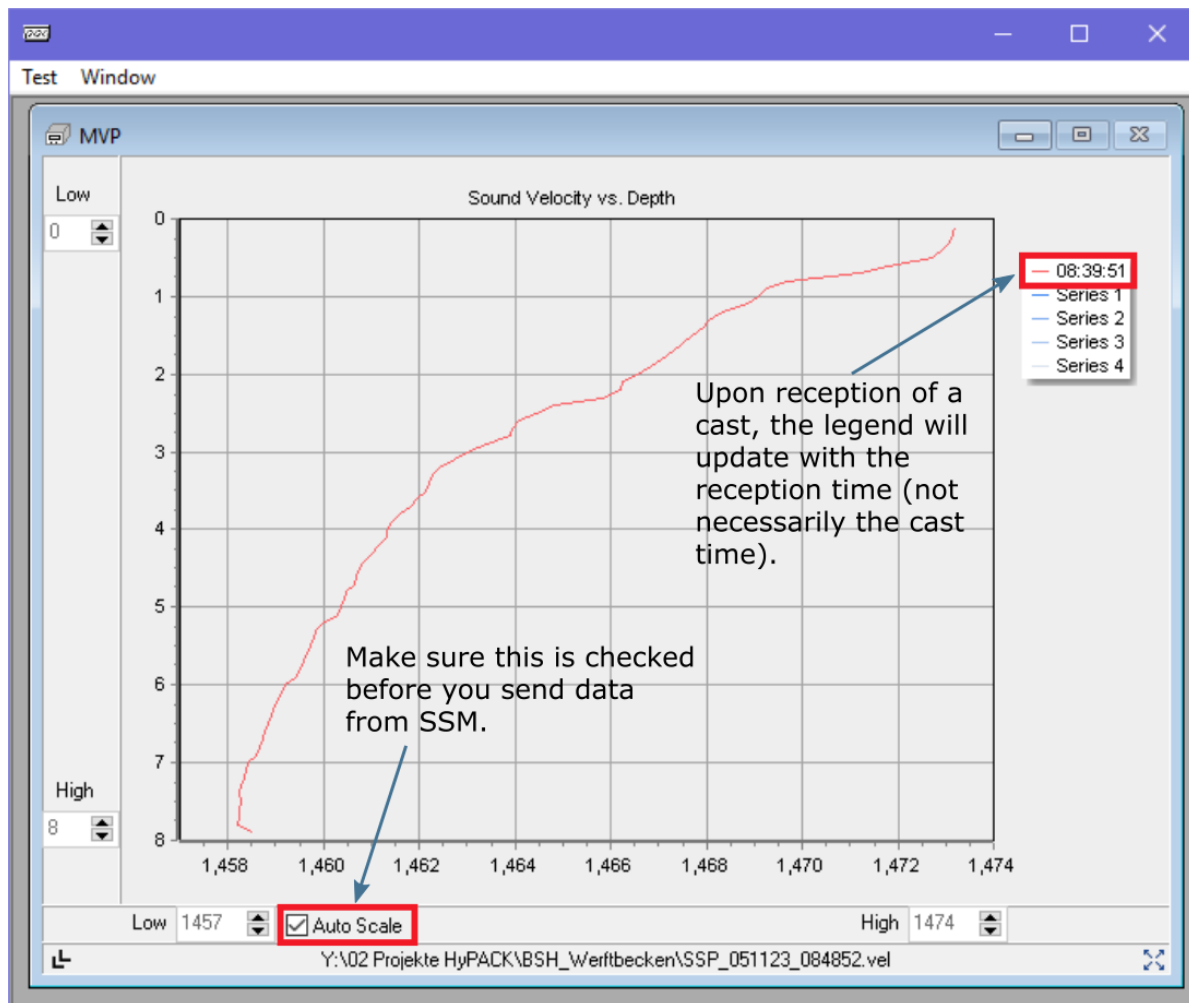 Test Window
MVP
Low
0
High
8
Sound Velocity vs. Depth
0
1
2
3
4
5
6
7
8
1,458 1,460 1,462 1,464 1,466 1,468 1,470 1,472 1,474
08:39:51
Series 1
Series 2
Series 3
Series 4
Upon reception of a
cast, the legend will
update with the
reception time (not
necessarily the cast
time).
Make sure this is checked
before you send data
from SSM.
Low 1457 Auto Scale High 1474
Y:\02 Projekte HyPACK\BSH_Werftbecken\SSP_051123_084852.vel